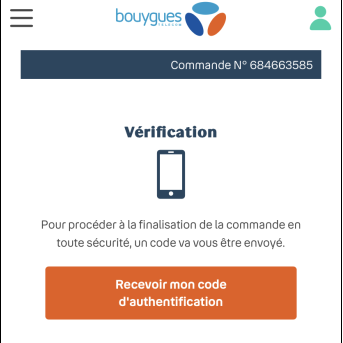 bouygues
TELECOM
Commande N° 684663585
Vérification
Pour procéder à la finalisation de la commande en
toute sécurité, un code va vous être envoyé.
Recevoir mon code
d'authentification